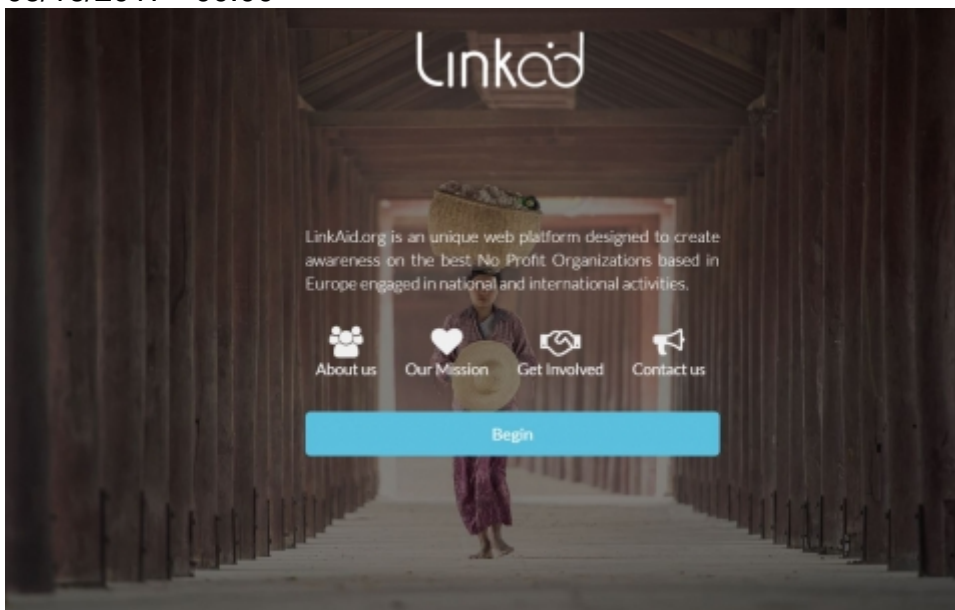 Linkaid
LinkAid.org is an unique web platform designed to create
awareness on the best No Profit Organizations based in
Europe engaged in national and international activities.
About us Our Mission Get Involved Contact us
Begin